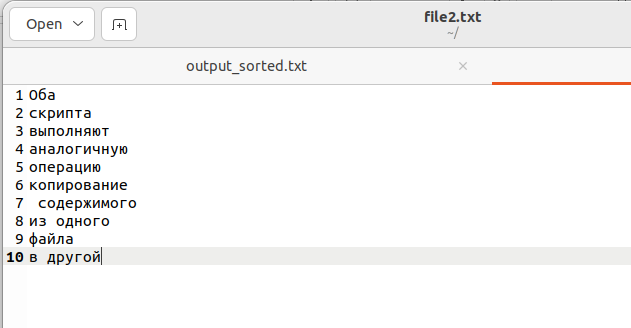 Open
file2.txt
~/
output_sorted.txt ×
1 Оба
2 скрипта
3 выполняют
4 аналогичную
5 операцию
6 копирование
7  содержимого
8 из одного
9 файла
10 в другой